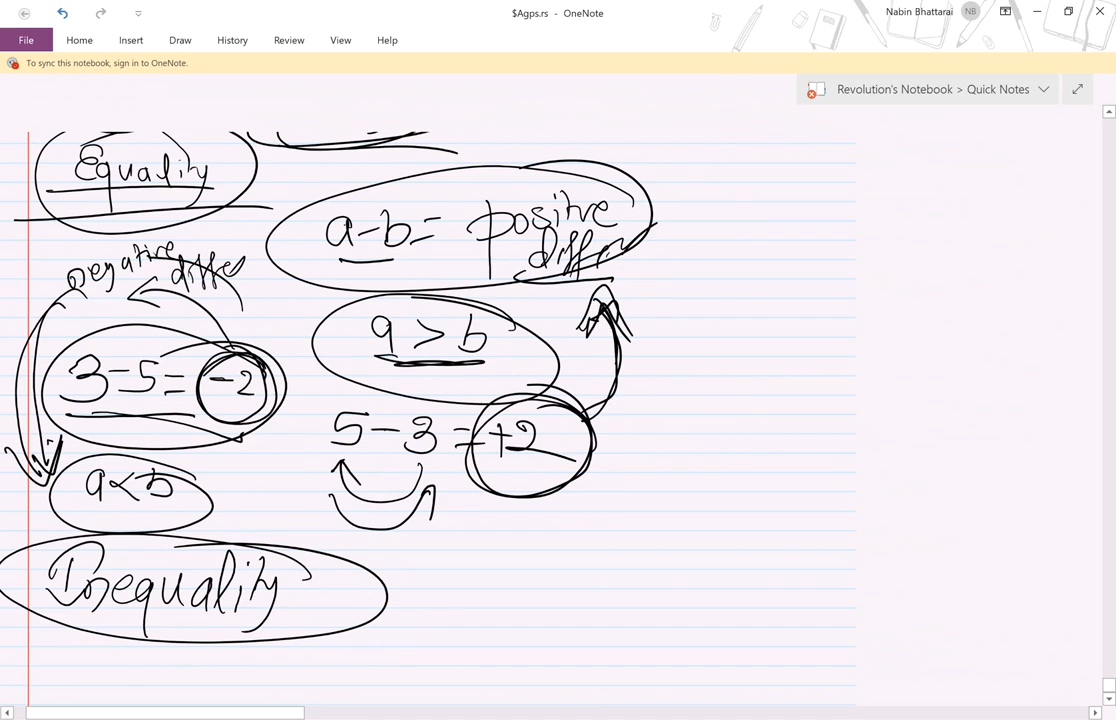 $Agps.rs - OneNote
Nabin Bhattarai NB
File Home Insert Draw History Review View Help
To sync this notebook, sign in to OneNote.
Revolution's Notebook > Quick Notes
Equality
a-b= positive
differ
negative
differ
a > b
3-5= -2
5-3=+2
a<b
Inequality